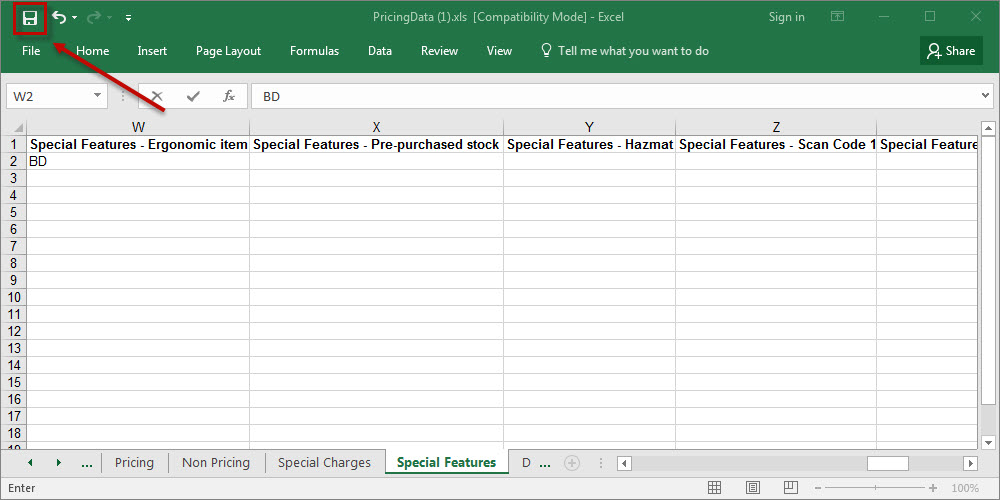 PricingData (1).xls [Compatibility Mode] - Excel Sign in
File Home Insert Page Layout Formulas Data Review View Tell me what you want to do Share
W2 fx BD
W X Y Z
1 Special Features - Ergonomic item Special Features - Pre-purchased stock Special Features - Hazmat Special Features - Scan Code 1 Special Feature
2 BD
3
4
5
6
7
8
9
10
11
12
13
14
15
16
17
18
19
... Pricing Non Pricing Special Charges Special Features D ...
Enter 100%